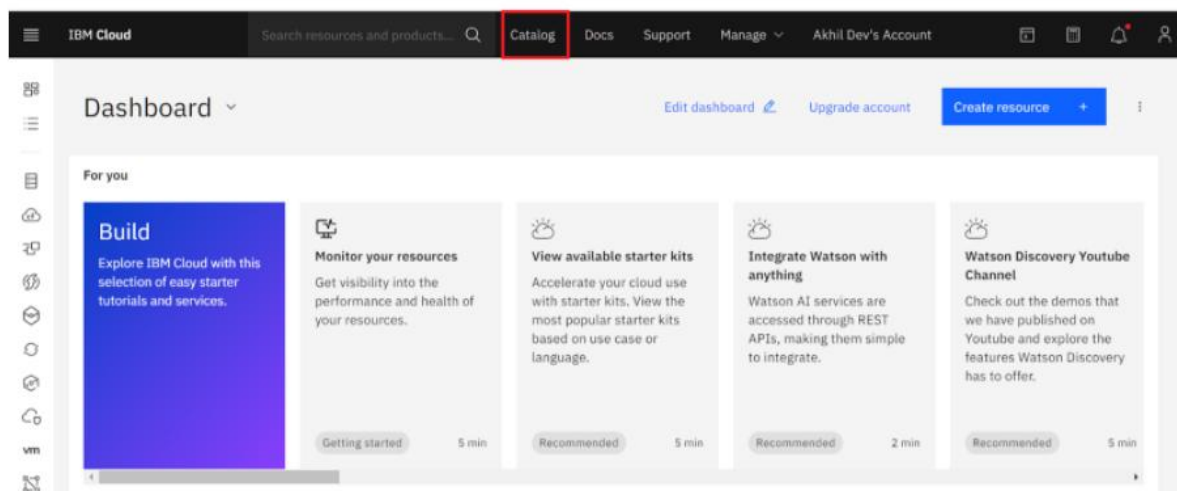 IBM Cloud
Search resources and products...
Catalog
Docs
Support
Manage
Akhil Dev's Account
Dashboard
Edit dashboard
Upgrade account
Create resource +
For you
Build
Explore IBM Cloud with this
selection of easy starter
tutorials and services.
Monitor your resources
Get visibility into the
performance and health of
your resources.
Getting started
5 min
View available starter kits
Accelerate your cloud use
with starter kits. View the
most popular starter kits
based on use case or
language.
Recommended
5 min
Integrate Watson with
anything
Watson AI services are
accessed through REST
APIs, making them simple
to integrate.
Recommended
2 min
Watson Discovery Youtube
Channel
Check out the demos that
we have published on
Youtube and explore the
features Watson Discovery
has to offer.
Recommended
5 min
vm